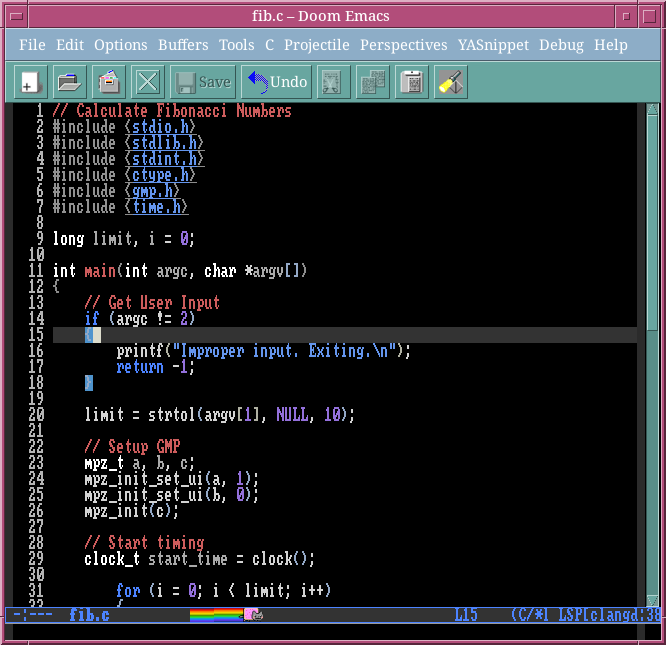 fib.c – Doom Emacs
File Edit Options Buffers Tools C Projectile Perspectives YASnippet Debug Help
Save Undo
1 // Calculate Fibonacci Numbers
2 #include <stdio.h>
3 #include <stdlib.h>
4 #include <stdint.h>
5 #include <ctype.h>
6 #include <gmp.h>
7 #include <time.h>
8
9 long limit, i = 0;
10
11 int main(int argc, char *argv[])
12 {
13     // Get User Input
14     if (argc != 2)
15     {
16         printf("Improper input. Exiting.\n");
17         return -1;
18     }
19
20     limit = strtol(argv[1], NULL, 10);
21
22     // Setup GMP
23     mpz_t a, b, c;
24     mpz_init_set_ui(a, 1);
25     mpz_init_set_ui(b, 0);
26     mpz_init(c);
27
28     // Start timing
29     clock_t start_time = clock();
30
31         for (i = 0; i < limit; i++)
32         {
-:--- fib.c L15 (C/*l LSP[clangd:38